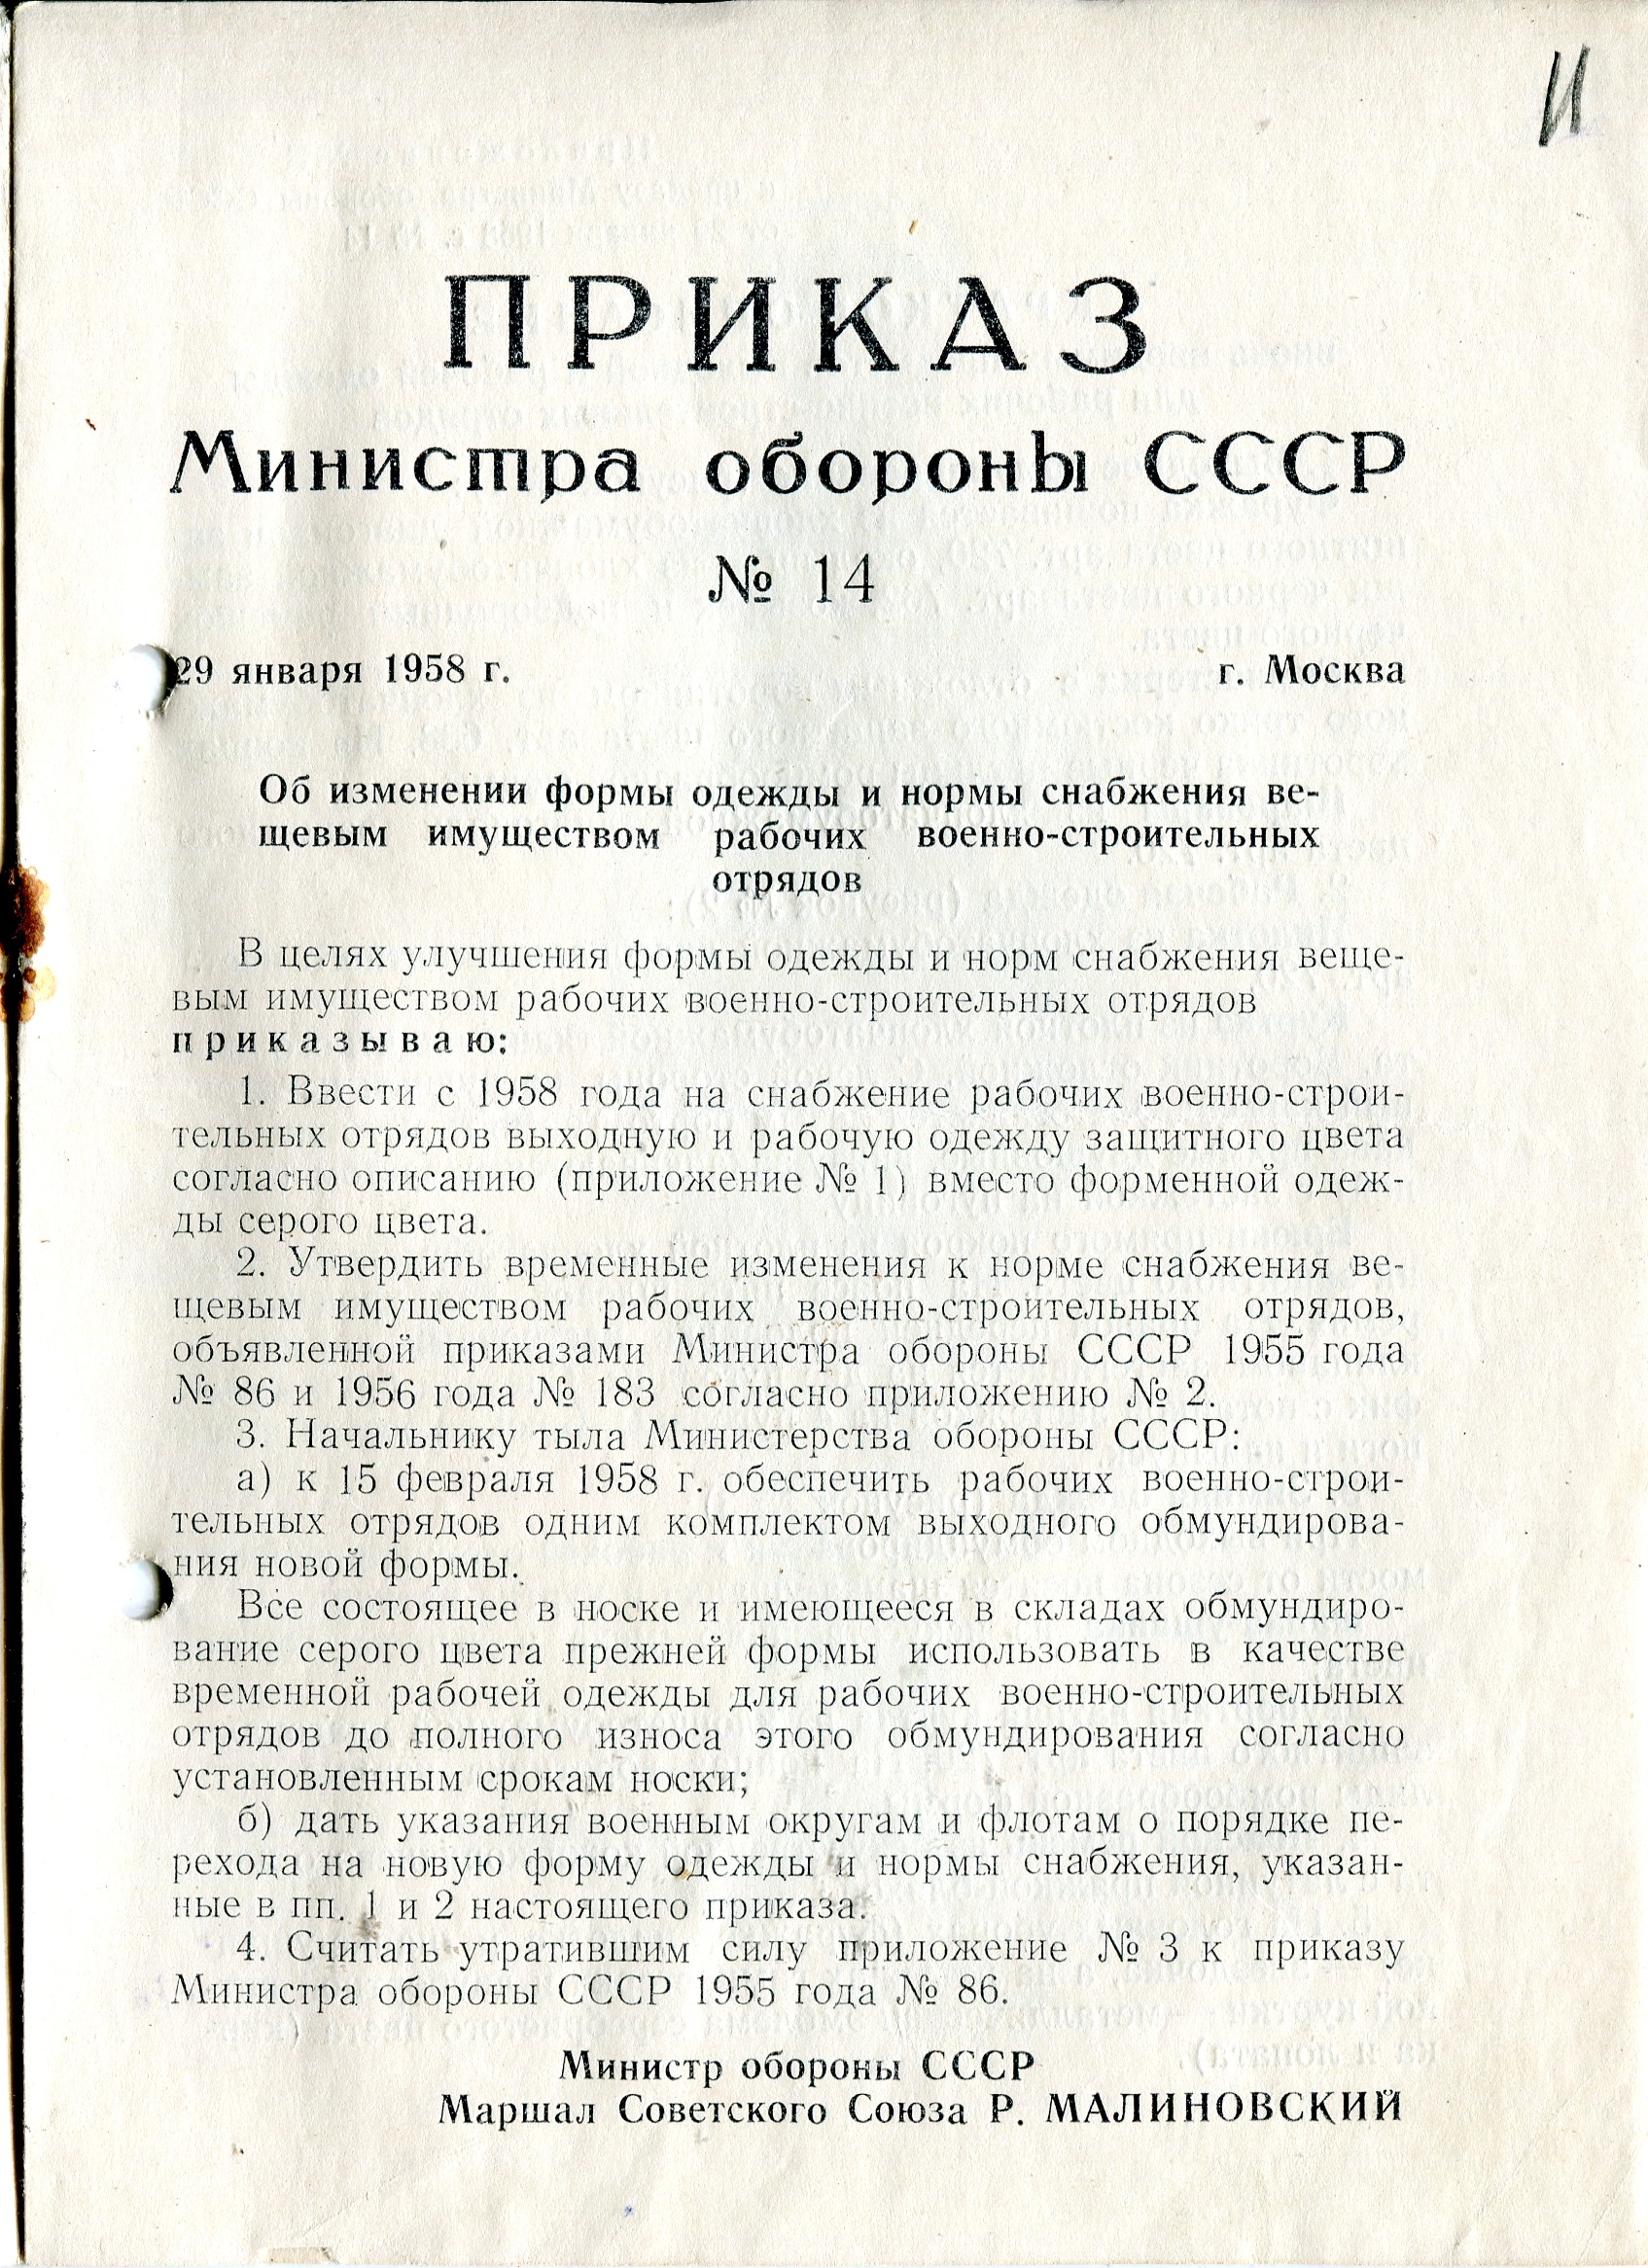 11
ПРИКАЗ
Министра обороны СССР
№ 14
29 января 1958 г. г. Москва
Об изменении формы одежды и нормы снабжения ве-
щевым имуществом рабочих военно-строительных
отрядов
В целях улучшения формы одежды и норм снабжения веще-
вым имуществом рабочих военно-строительных отрядов
приказываю:
1. Ввести с 1958 года на снабжение рабочих военно-строи-
тельных отрядов выходную и рабочую одежду защитного цвета
согласно описанию (приложение № 1) вместо форменной одеж-
ды серого цвета.
2. Утвердить временные изменения к норме снабжения ве-
щевым имуществом рабочих военно-строительных отрядов,
объявленной приказами Министра обороны СССР 1955 года
№ 86 и 1956 года № 183 согласно приложению № 2.
3. Начальнику тыла Министерства обороны СССР:
а) к 15 февраля 1958 г. обеспечить рабочих военно-строи-
тельных отрядов одним комплектом выходного обмундирова-
ния новой формы.
Все состоящее в носке и имеющееся в складах обмундиро-
вание серого цвета прежней формы использовать в качестве
временной рабочей одежды для рабочих военно-строительных
отрядов до полного износа этого обмундирования согласно
установленным срокам носки;
б) дать указания военным округам и флотам о порядке пе-
рехода на новую форму одежды и нормы снабжения, указан-
ные в пп. 1 и 2 настоящего приказа.
4. Считать утратившим силу приложение № 3 к приказу
Министра обороны СССР 1955 года № 86.
Министр обороны СССР
Маршал Советского Союза Р. МАЛИНОВСКИЙ